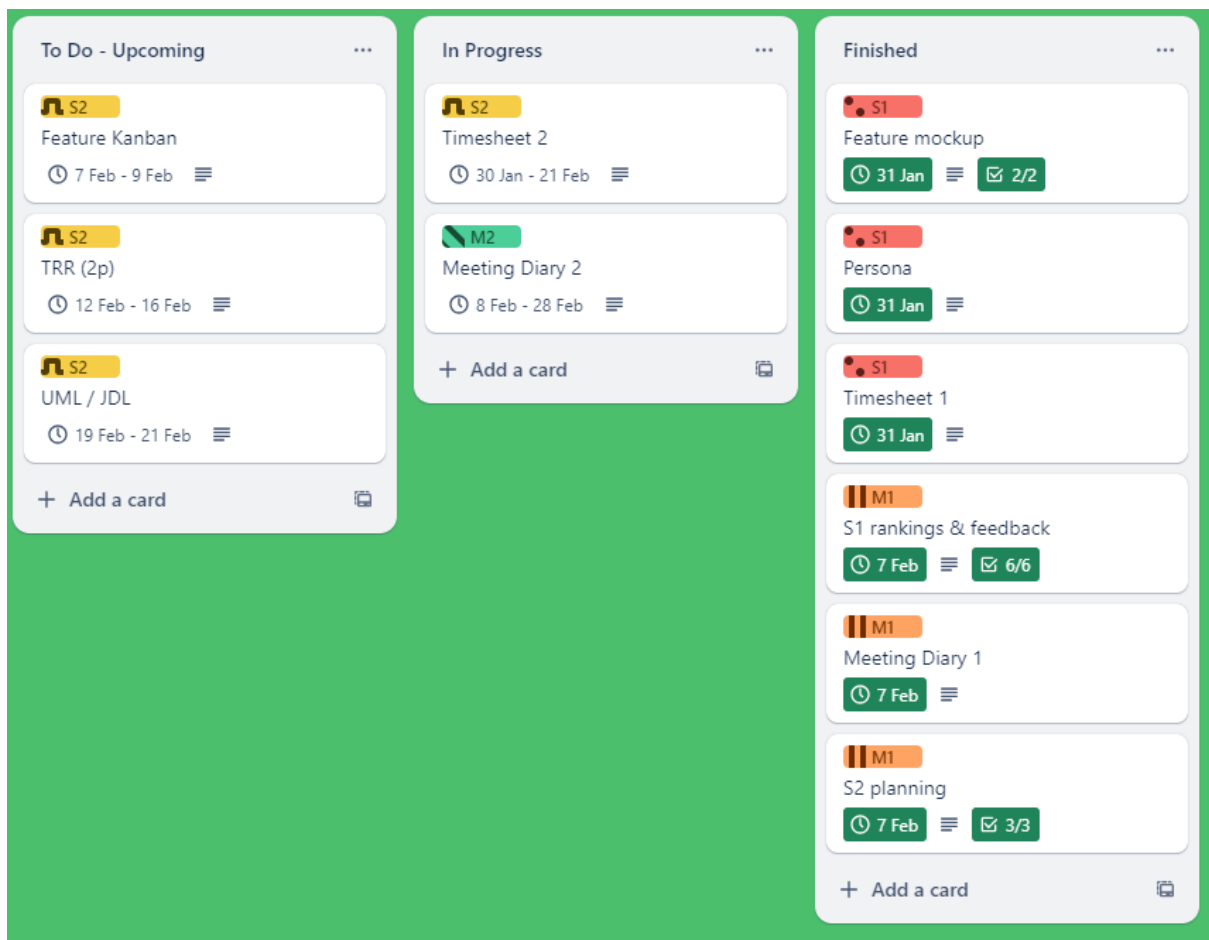 To Do - Upcoming
S2
Feature Kanban
7 Feb - 9 Feb
S2
TRR (2p)
12 Feb - 16 Feb
S2
UML / JDL
19 Feb - 21 Feb
+ Add a card
In Progress
S2
Timesheet 2
30 Jan - 21 Feb
M2
Meeting Diary 2
8 Feb - 28 Feb
+ Add a card
Finished
S1
Feature mockup
31 Jan 2/2
S1
Persona
31 Jan
S1
Timesheet 1
31 Jan
M1
S1 rankings & feedback
7 Feb 6/6
M1
Meeting Diary 1
7 Feb
M1
S2 planning
7 Feb 3/3
+ Add a card